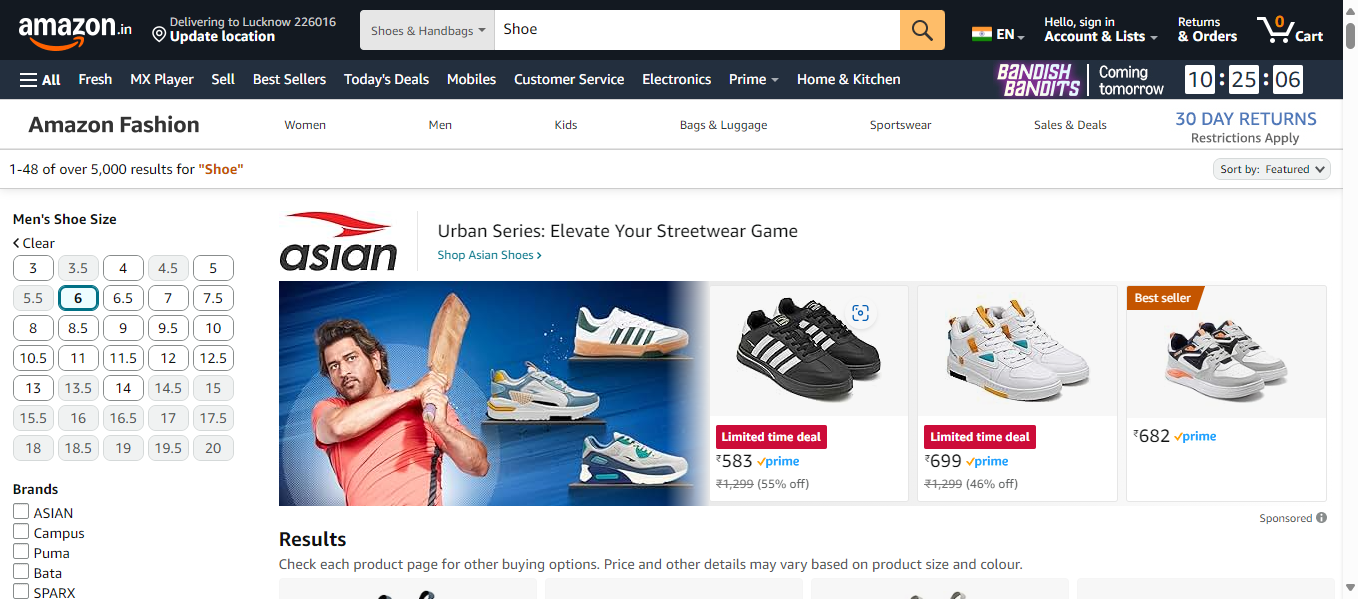 amazon.in
Delivering to Lucknow 226016
Update location
Shoes & Handbags
Shoe
EN
Hello, sign in
Account & Lists
Returns
& Orders
0
Cart
All
Fresh
MX Player
Sell
Best Sellers
Today's Deals
Mobiles
Customer Service
Electronics
Prime
Home & Kitchen
BANDISH
BANDITS
Coming
tomorrow
10 : 25 : 06
Amazon Fashion
Women
Men
Kids
Bags & Luggage
Sportswear
Sales & Deals
30 DAY RETURNS
Restrictions Apply
1-48 of over 5,000 results for "Shoe"
Sort by: Featured
Men's Shoe Size
Clear
3 3.5 4 4.5 5
5.5 6 6.5 7 7.5
8 8.5 9 9.5 10
10.5 11 11.5 12 12.5
13 13.5 14 14.5 15
15.5 16 16.5 17 17.5
18 18.5 19 19.5 20
Brands
ASIAN
Campus
Puma
Bata
SPARX
asian
Urban Series: Elevate Your Streetwear Game
Shop Asian Shoes ›
Limited time deal
₹583 prime
₹1,299 (55% off)
Limited time deal
₹699 prime
₹1,299 (46% off)
Best seller
₹682 prime
Sponsored
Results
Check each product page for other buying options. Price and other details may vary based on product size and colour.